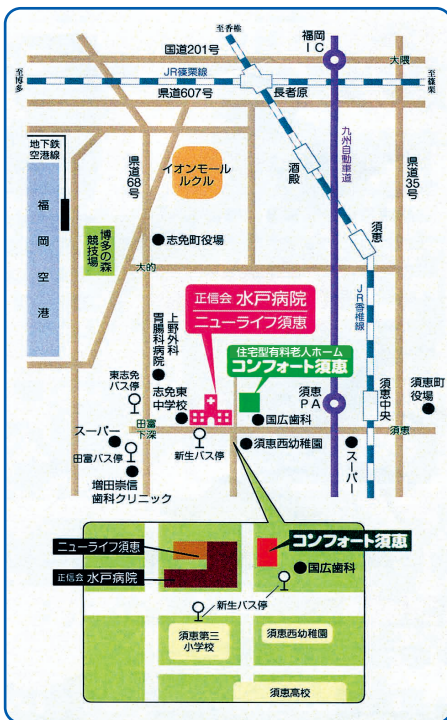 至香椎
福岡
IC
国道201号
大隈
至博多
JR篠栗線
至篠栗
県道607号
長者原
地下鉄
空港線
県道68号
イオンモール
ルクル
酒殿
九州自動車道
県道35号
福岡空港
博多の森
競技場
志免町役場
須恵
大的
JR香椎線
正信会 水戸病院
ニューライフ須恵
上野外科
胃腸科病院
住宅型有料老人ホーム
コンフォート須恵
東志免
バス停
志免東
中学校
須恵
PA
須恵中央
須恵町
役場
国広歯科
田富
下深
須恵
スーパー
新生バス停
須恵西幼稚園
田富バス停
スーパー
増田崇信
歯科クリニック
ニューライフ須恵
コンフォート須恵
正信会 水戸病院
国広歯科
新生バス停
須恵第三
小学校
須恵西幼稚園
須恵高校